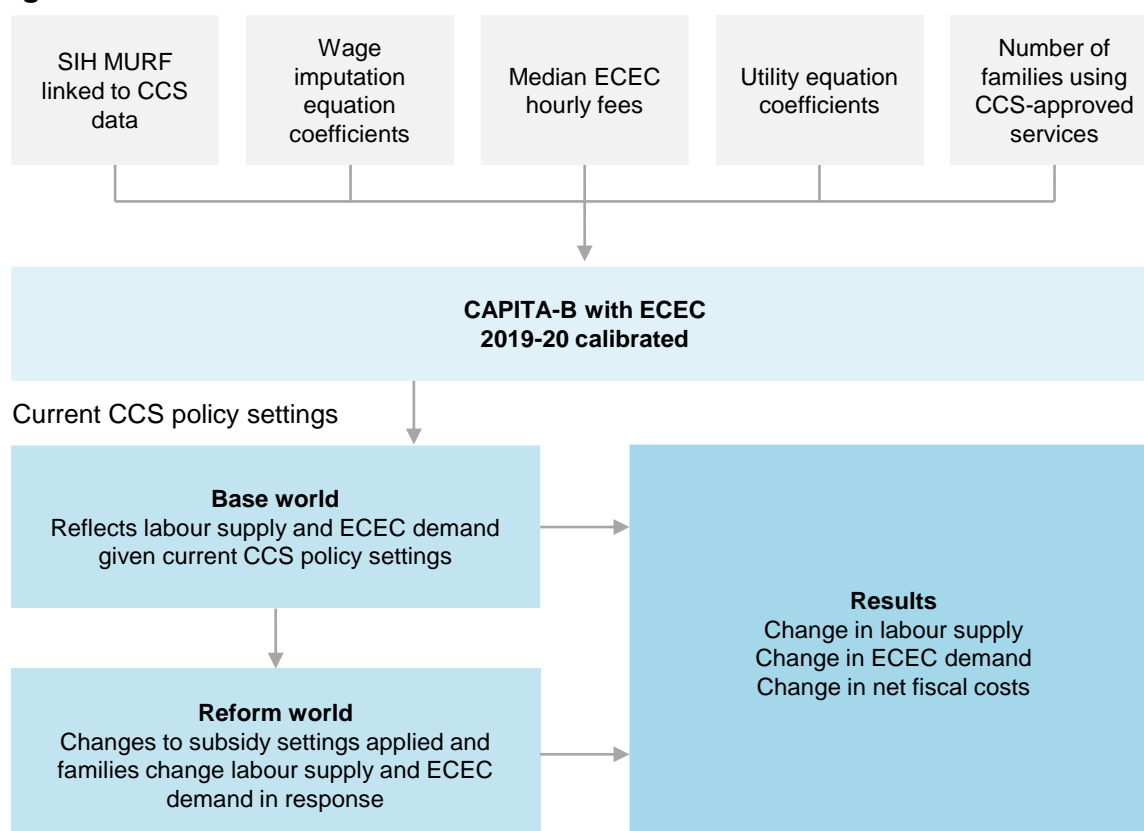 SIH MURF
linked to CCS
data
Wage
imputation
equation
coefficients
Median ECEC
hourly fees
Utility equation
coefficients
Number of
families using
CCS-approved
services
CAPITA-B with ECEC
2019-20 calibrated
Current CCS policy settings
Base world
Reflects labour supply and ECEC demand
given current CCS policy settings
Results
Change in labour supply
Change in ECEC demand
Change in net fiscal costs
Reform world
Changes to subsidy settings applied and
families change labour supply and ECEC
demand in response